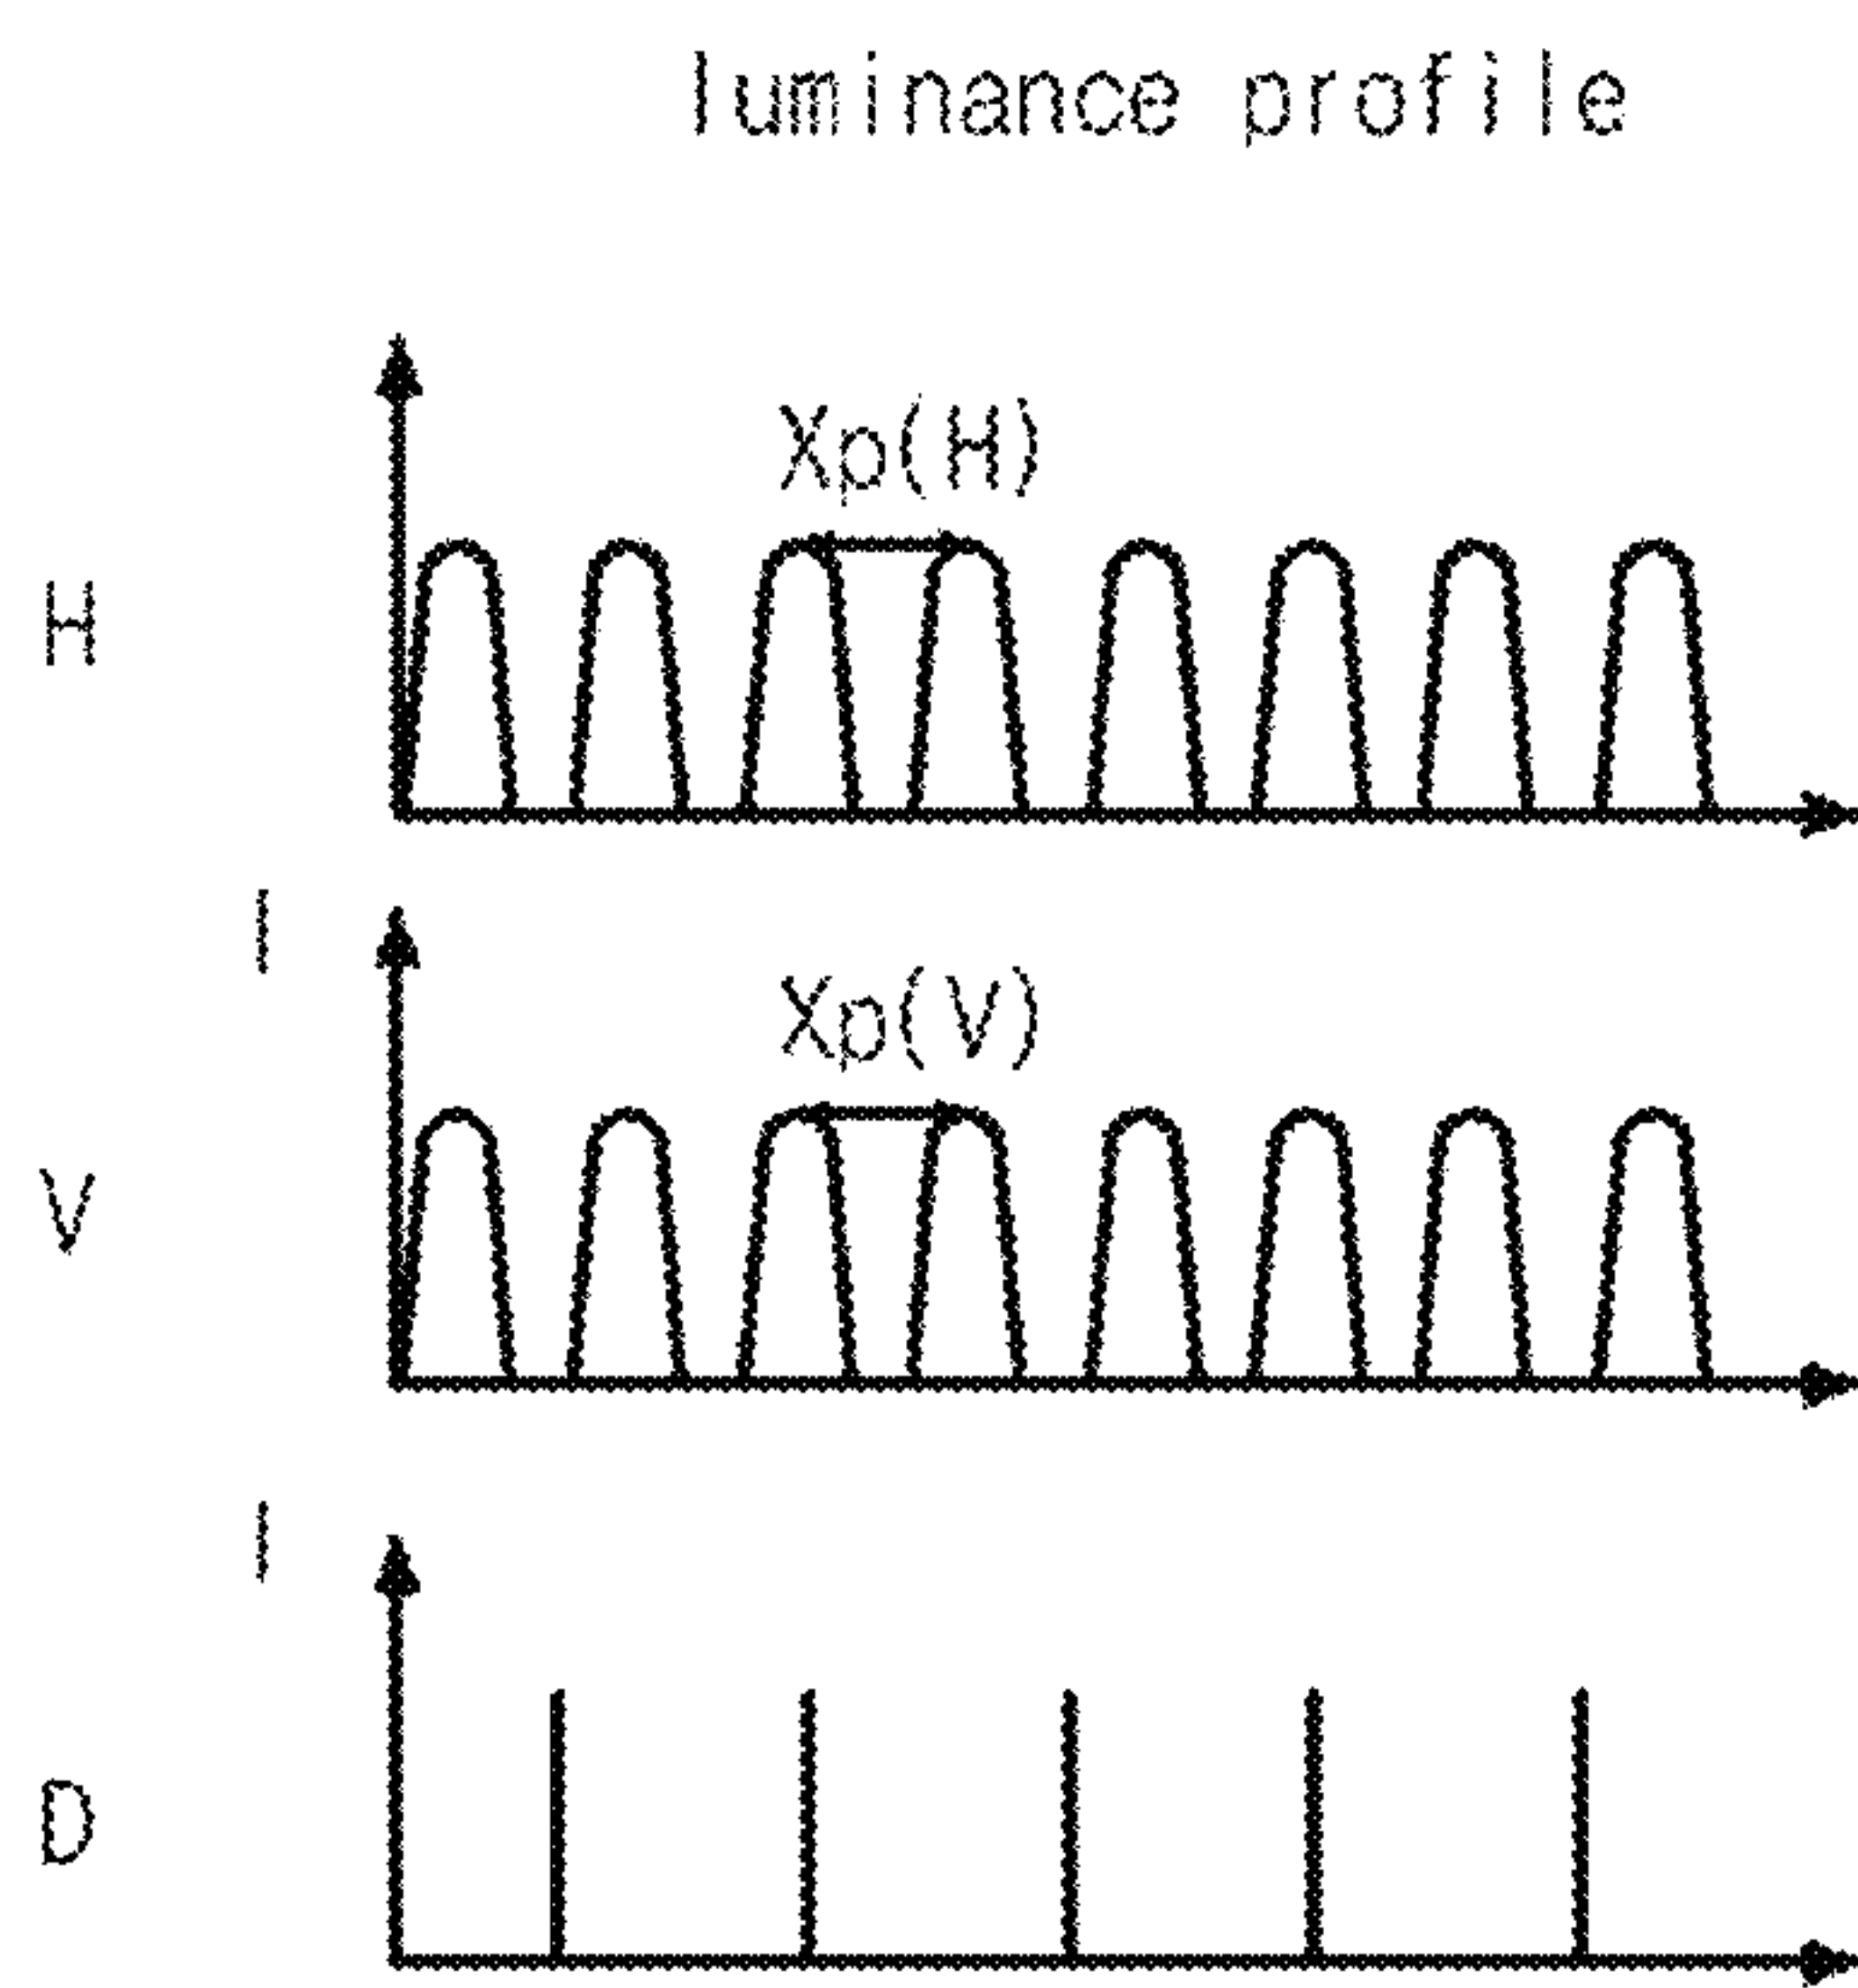 luminance profile
Xp(H)
H
I
Xp(V)
V
I
D